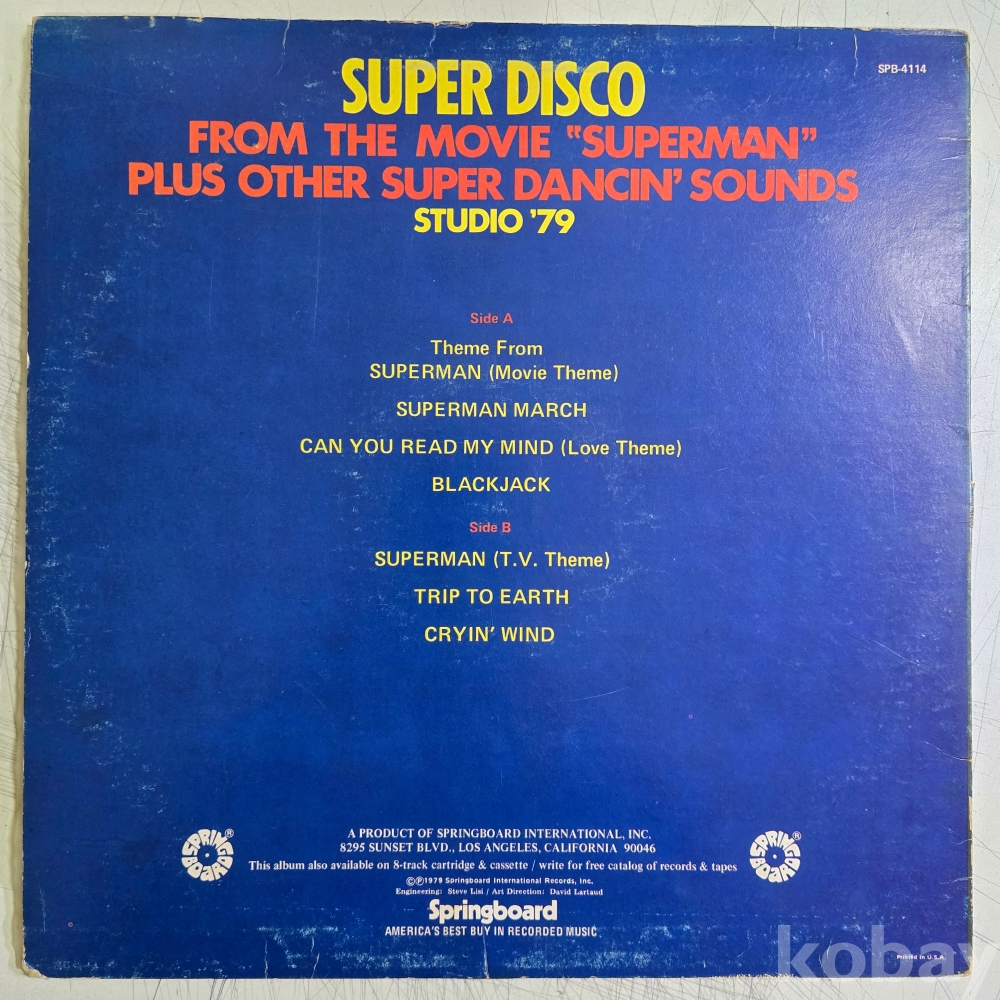 SPB-4114
SUPER DISCO
FROM THE MOVIE "SUPERMAN"
PLUS OTHER SUPER DANCIN' SOUNDS
STUDIO '79
Side A
Theme From
SUPERMAN (Movie Theme)
SUPERMAN MARCH
CAN YOU READ MY MIND (Love Theme)
BLACKJACK
Side B
SUPERMAN (T.V. Theme)
TRIP TO EARTH
CRYIN' WIND
SPRINGBOARD®
SPRINGBOARD®
A PRODUCT OF SPRINGBOARD INTERNATIONAL, INC.
8295 SUNSET BLVD., LOS ANGELES, CALIFORNIA 90046
This album also available on 8-track cartridge & cassette / write for free catalog of records & tapes
©℗1979 Springboard International Records, Inc.
Engineering: Steve Lisi / Art Direction: David Lartaud
Springboard
AMERICA'S BEST BUY IN RECORDED MUSIC
Printed in U.S.A.
kobay